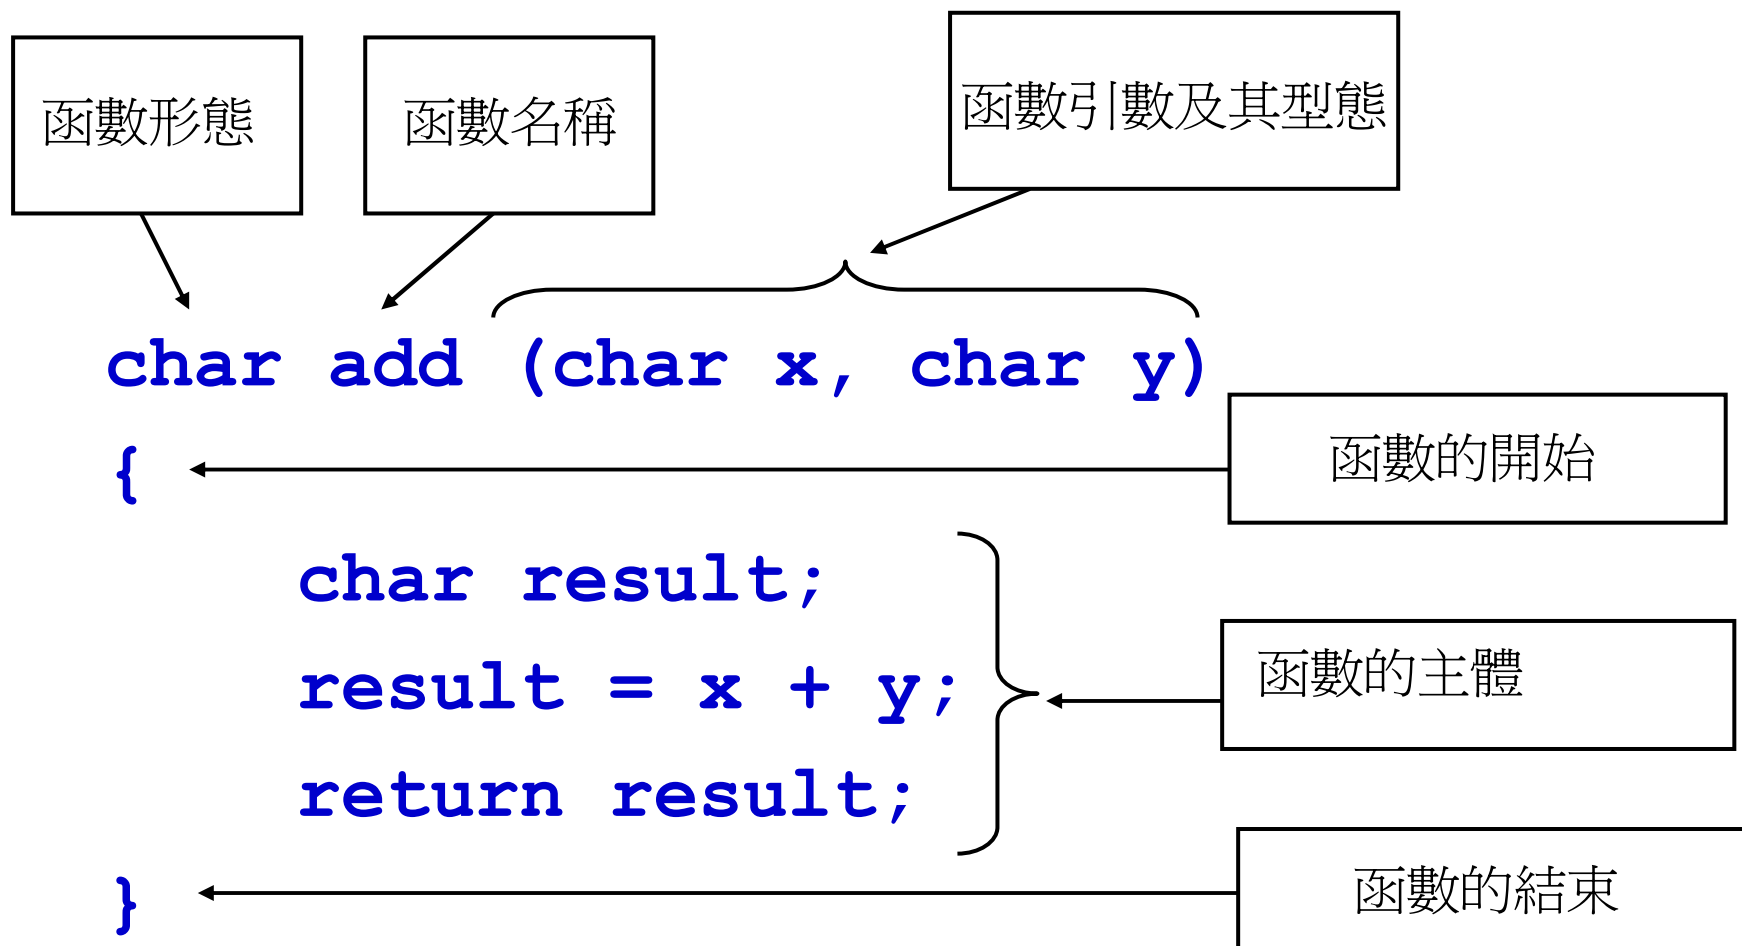 函數形態
函數名稱
函數引數及其型態
char add (char x, char y)
{
函數的開始
char result;
result = x + y;
函數的主體
return result;
}
函數的結束